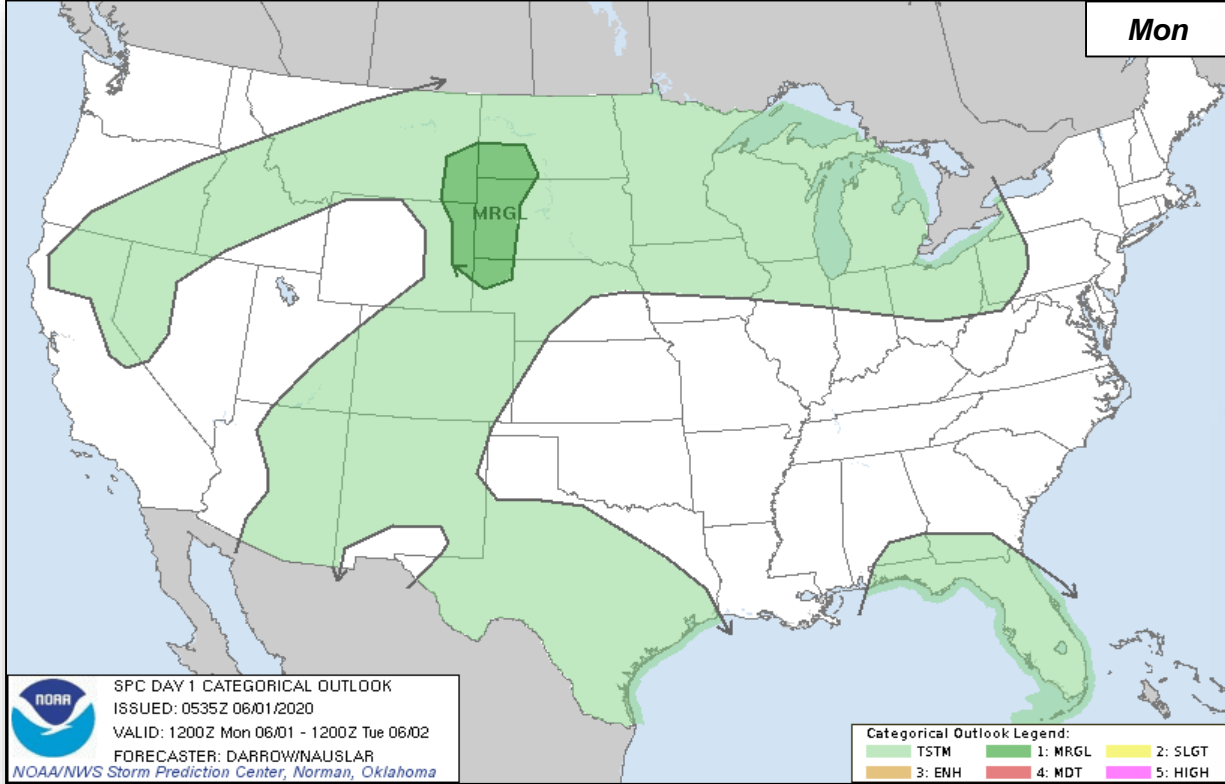 Mon
MRGL
NOAA
SPC DAY 1 CATEGORICAL OUTLOOK
ISSUED: 0535Z 06/01/2020
VALID: 1200Z Mon 06/01 - 1200Z Tue 06/02
FORECASTER: DARROW/NAUSLAR
NOAA/NWS Storm Prediction Center, Norman, Oklahoma
Categorical Outlook Legend:
TSTM 1: MRGL 2: SLGT
3: ENH 4: MDT 5: HIGH